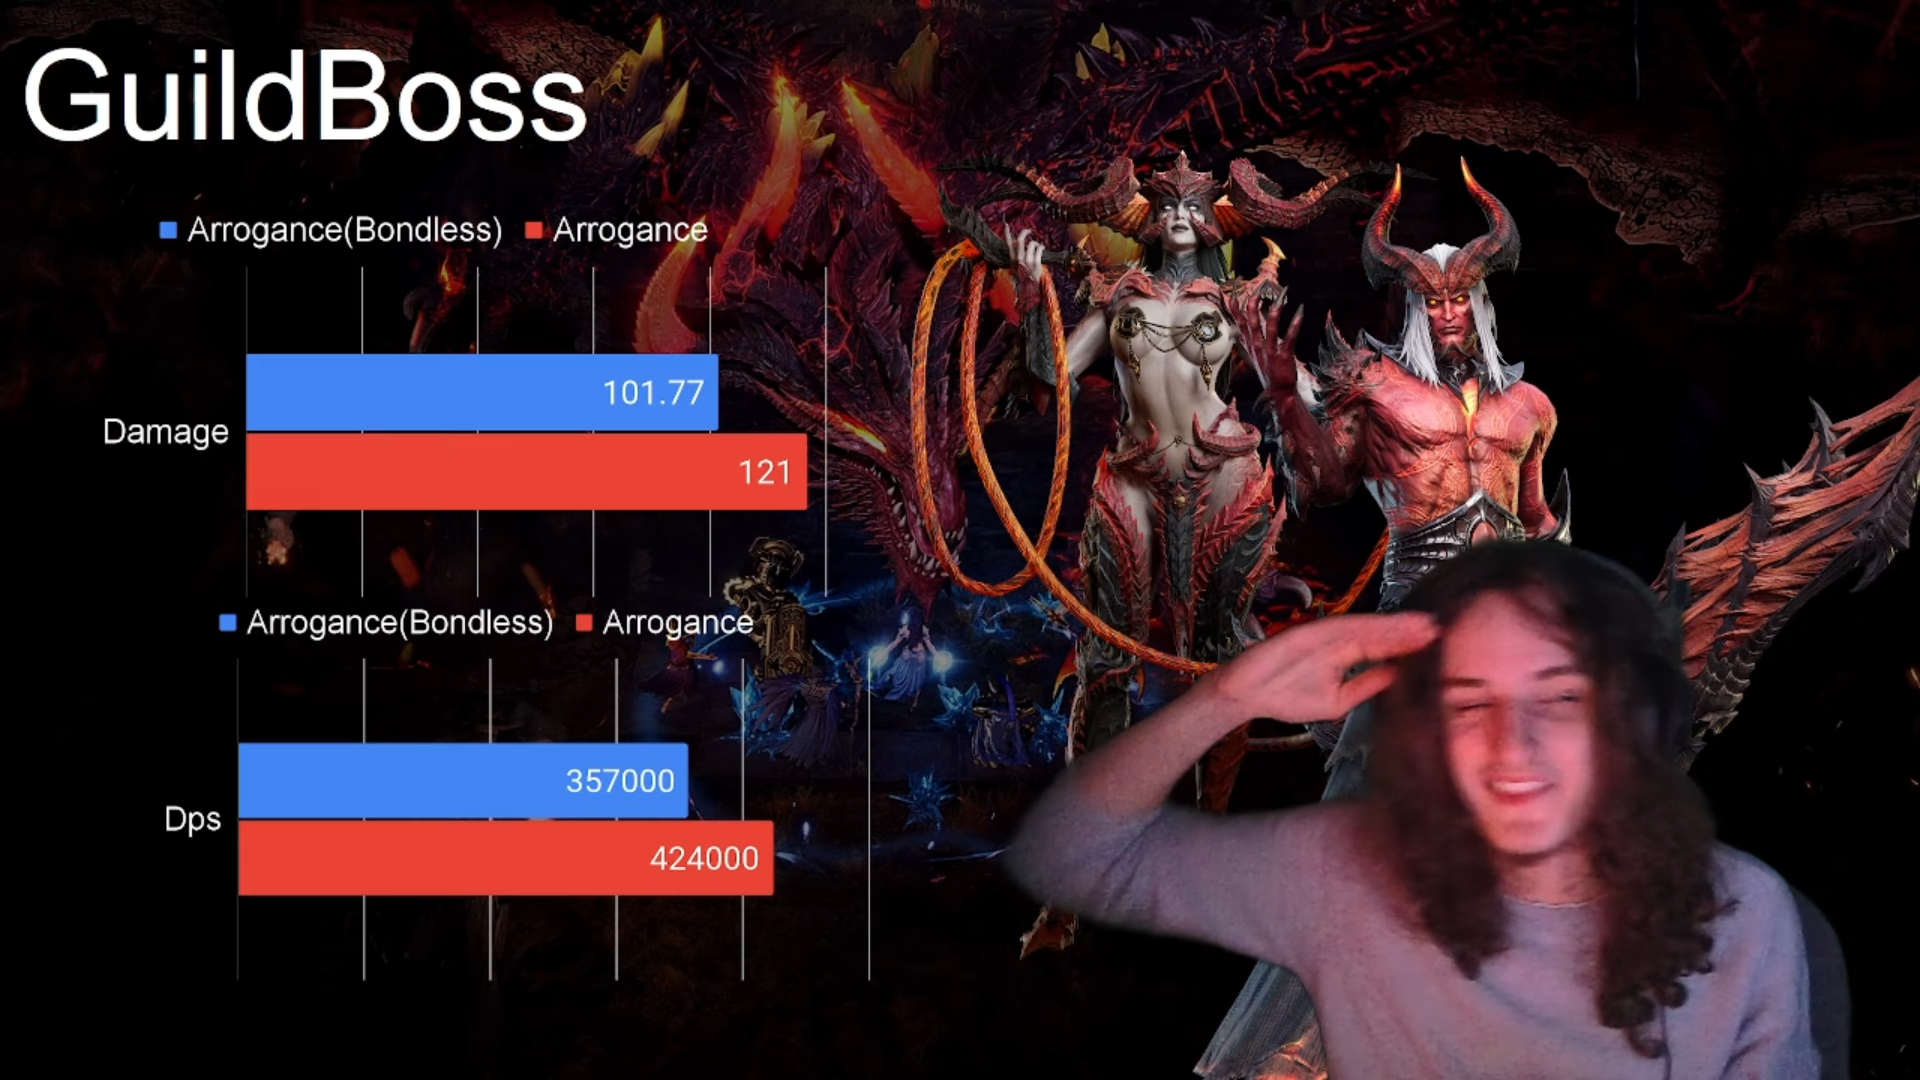 GuildBoss
Arrogance(Bondless) Arrogance
Damage
101.77
121
Arrogance(Bondless) Arrogance
Dps
357000
424000